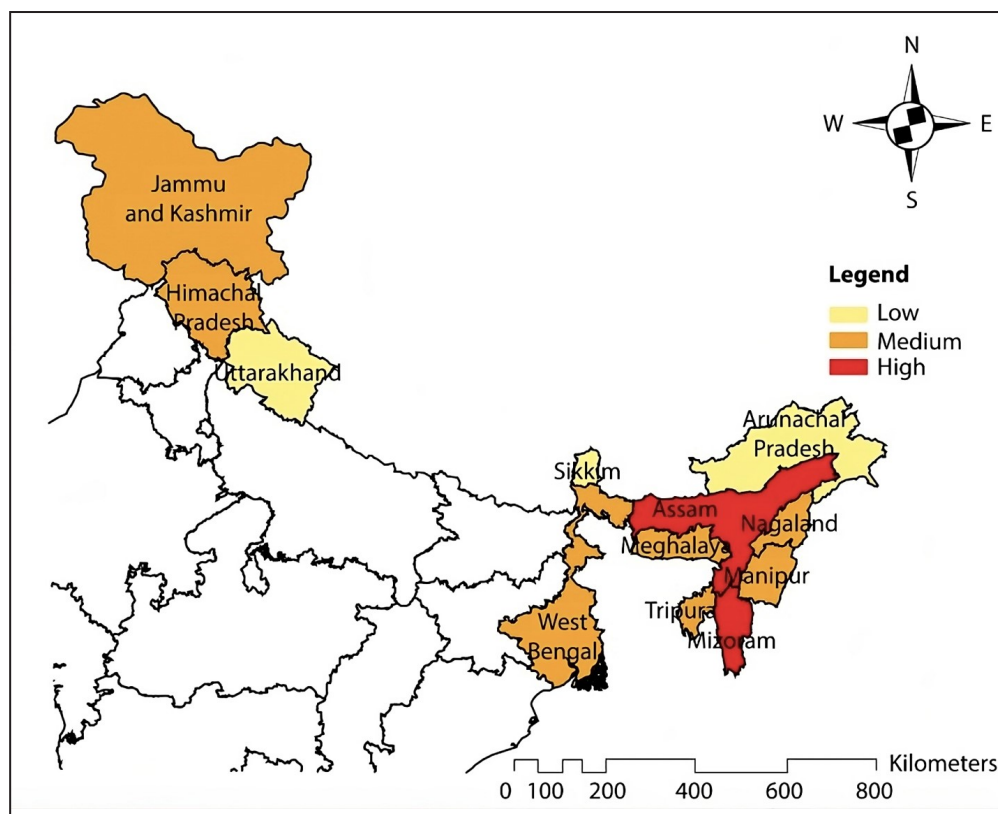 N
W E
S
Jammu
and Kashmir
Himachal
Pradesh
Uttarakhand
Legend
Low
Medium
High
Arunachal
Pradesh
Sikkim
Assam
Nagaland
Meghalaya
Manipur
Tripura
West
Bengal
Mizoram
Kilometers
0 100 200 400 600 800